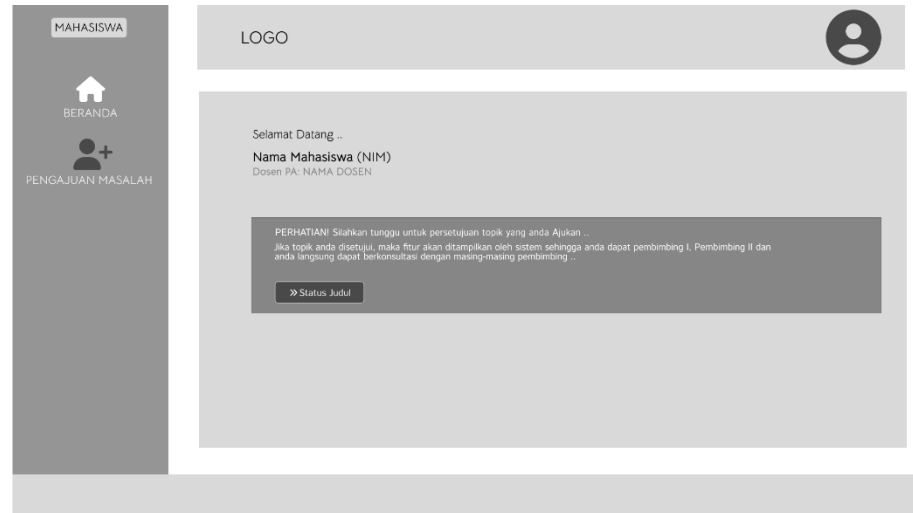 MAHASISWA
LOGO
BERANDA
PENGAJUAN MASALAH
Selamat Datang ..
Nama Mahasiswa (NIM)
Dosen PA: NAMA DOSEN
PERHATIAN! Silahkan tunggu untuk persetujuan topik yang anda Ajukan ..
Jika topik anda disetujui, maka fitur akan ditampilkan oleh sistem sehingga anda dapat pembimbing I, Pembimbing II dan
anda langsung dapat berkonsultasi dengan masing-masing pembimbing ..
» Status Judul